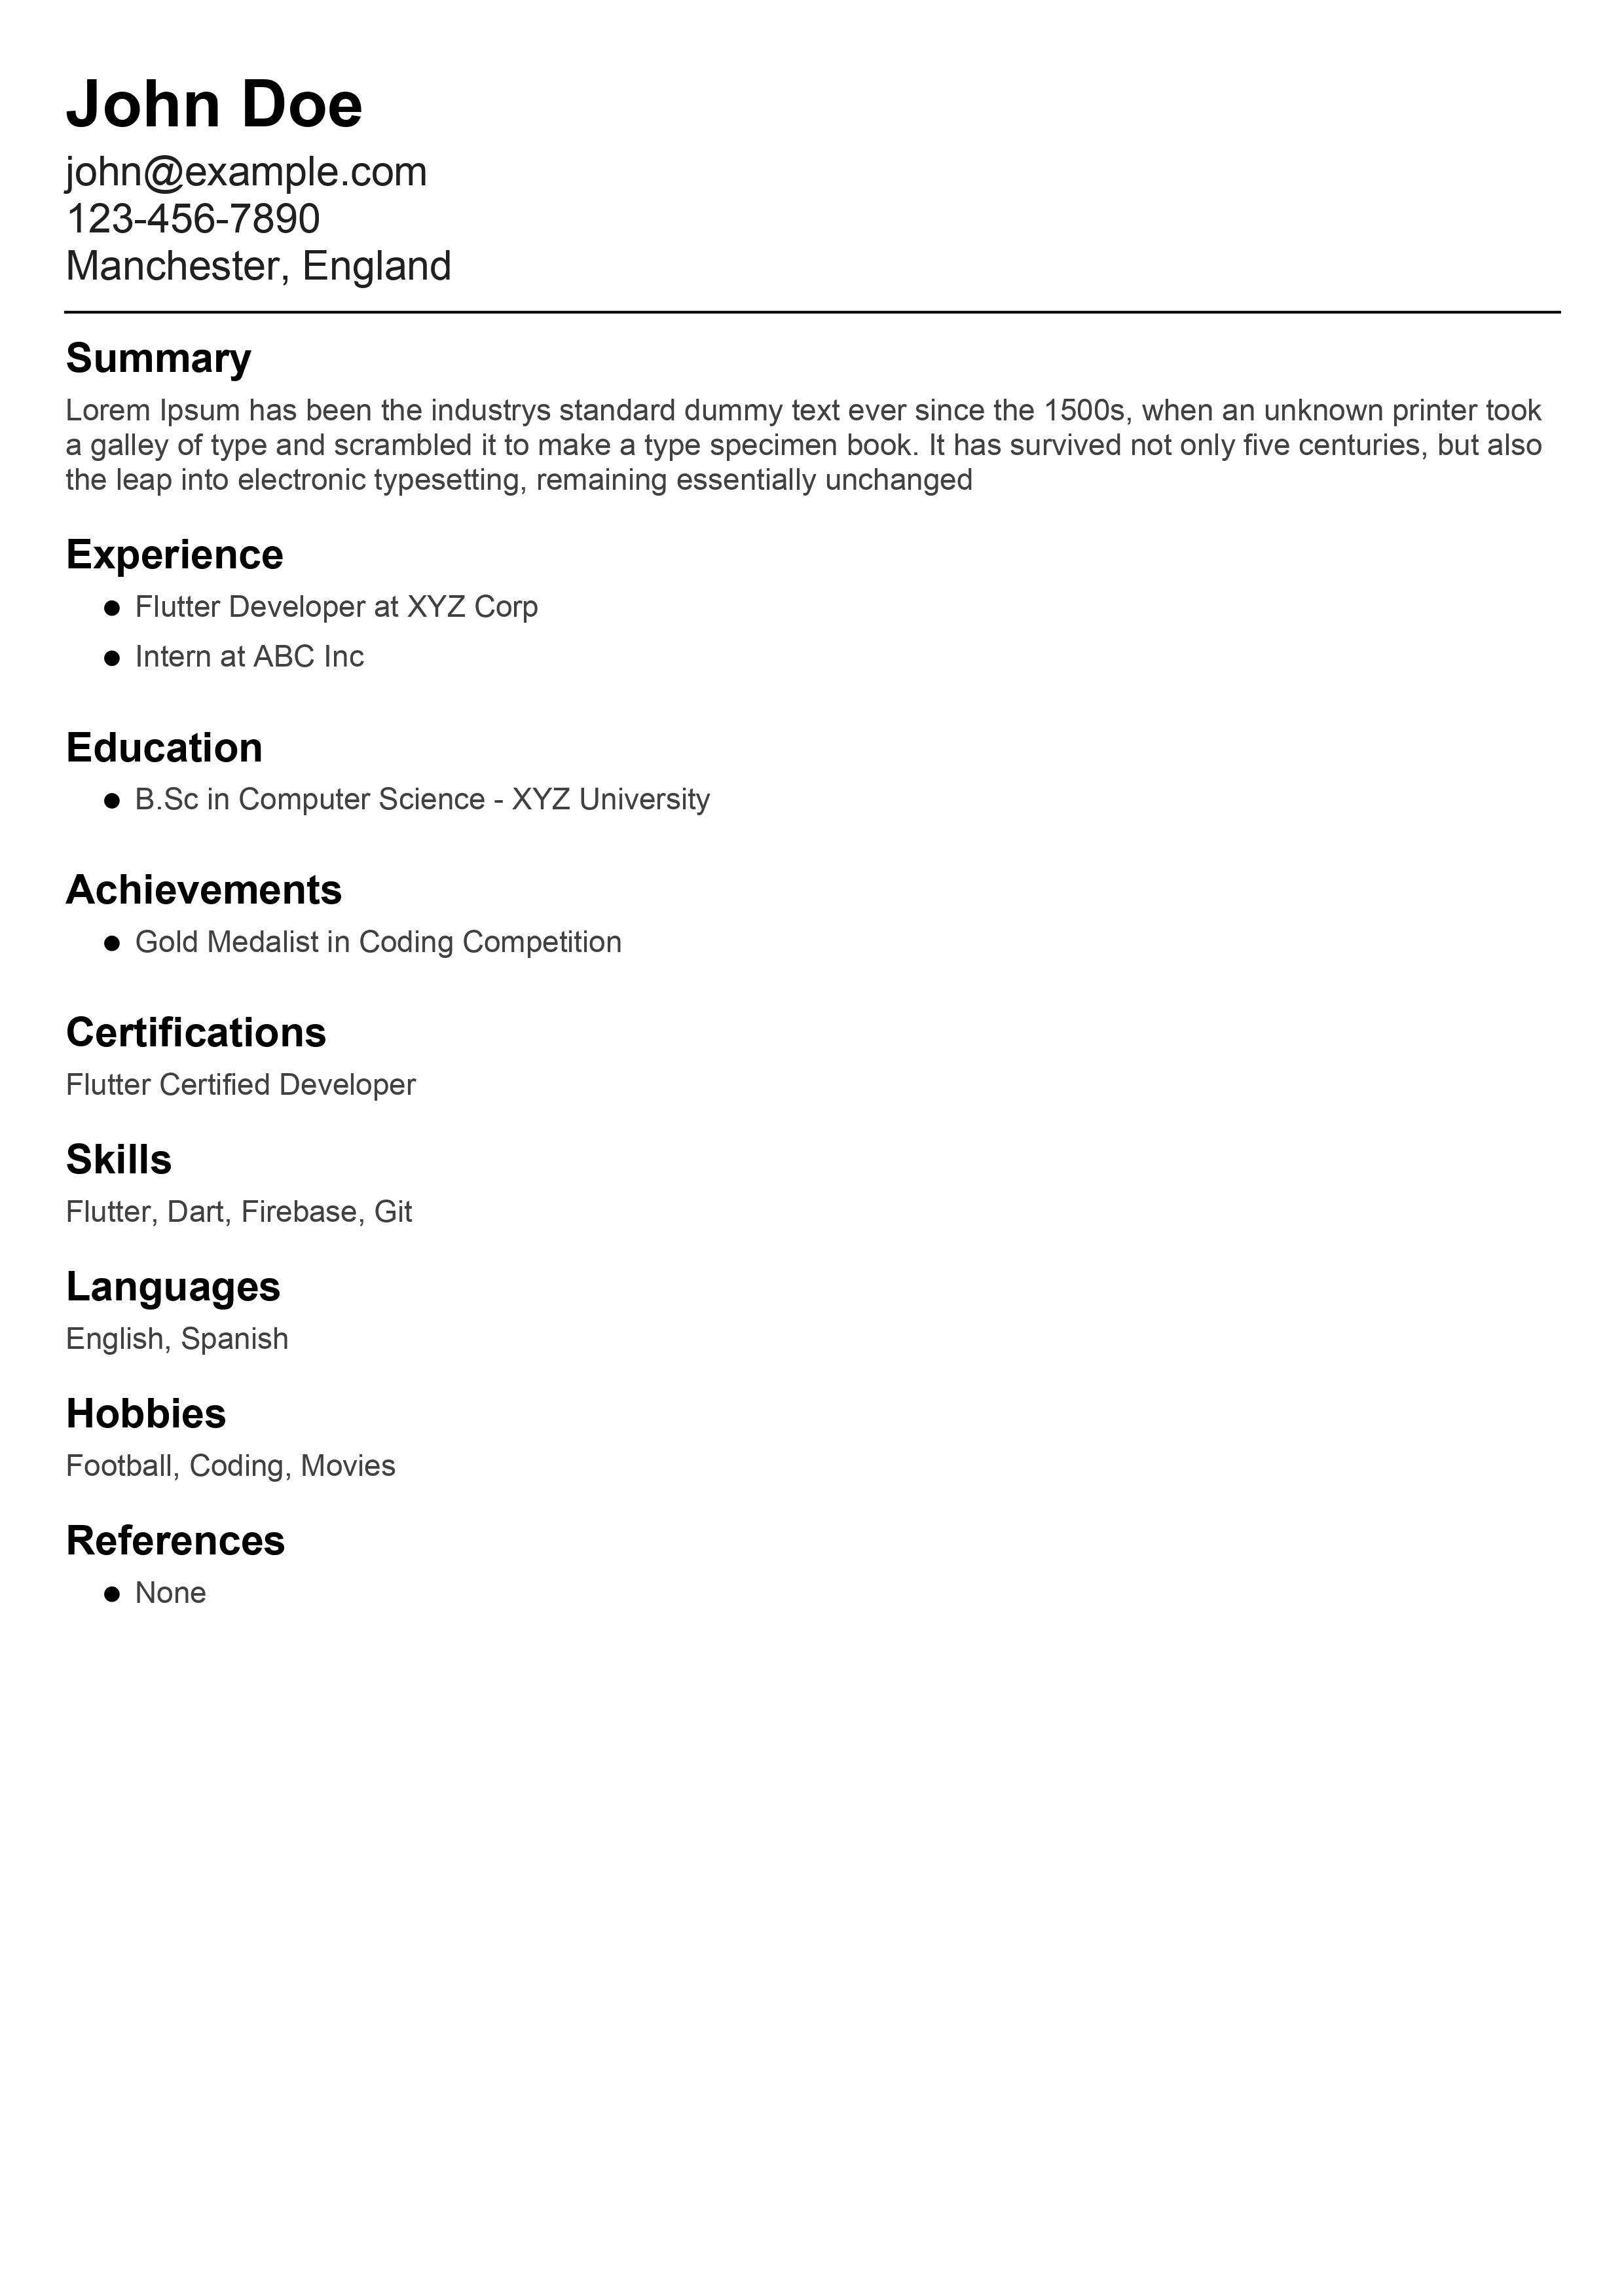 John Doe
john@example.com
123-456-7890
Manchester, England
Summary
Lorem Ipsum has been the industrys standard dummy text ever since the 1500s, when an unknown printer took
a galley of type and scrambled it to make a type specimen book. It has survived not only five centuries, but also
the leap into electronic typesetting, remaining essentially unchanged
Experience
● Flutter Developer at XYZ Corp
● Intern at ABC Inc
Education
● B.Sc in Computer Science - XYZ University
Achievements
● Gold Medalist in Coding Competition
Certifications
Flutter Certified Developer
Skills
Flutter, Dart, Firebase, Git
Languages
English, Spanish
Hobbies
Football, Coding, Movies
References
● None